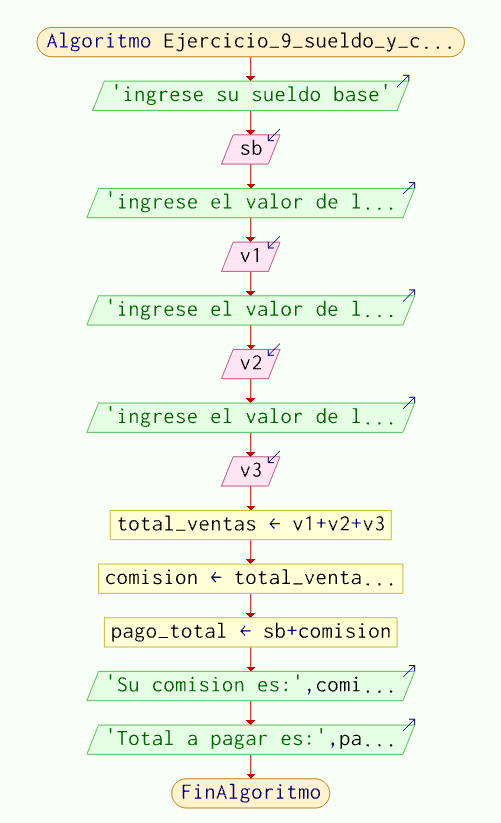 Algoritmo Ejercicio_9_sueldo_y_c...
'ingrese su sueldo base'
sb
'ingrese el valor de l...
v1
'ingrese el valor de l...
v2
'ingrese el valor de l...
v3
total_ventas ← v1+v2+v3
comision ← total_venta...
pago_total ← sb+comision
'Su comision es:',comi...
'Total a pagar es:',pa...
FinAlgoritmo